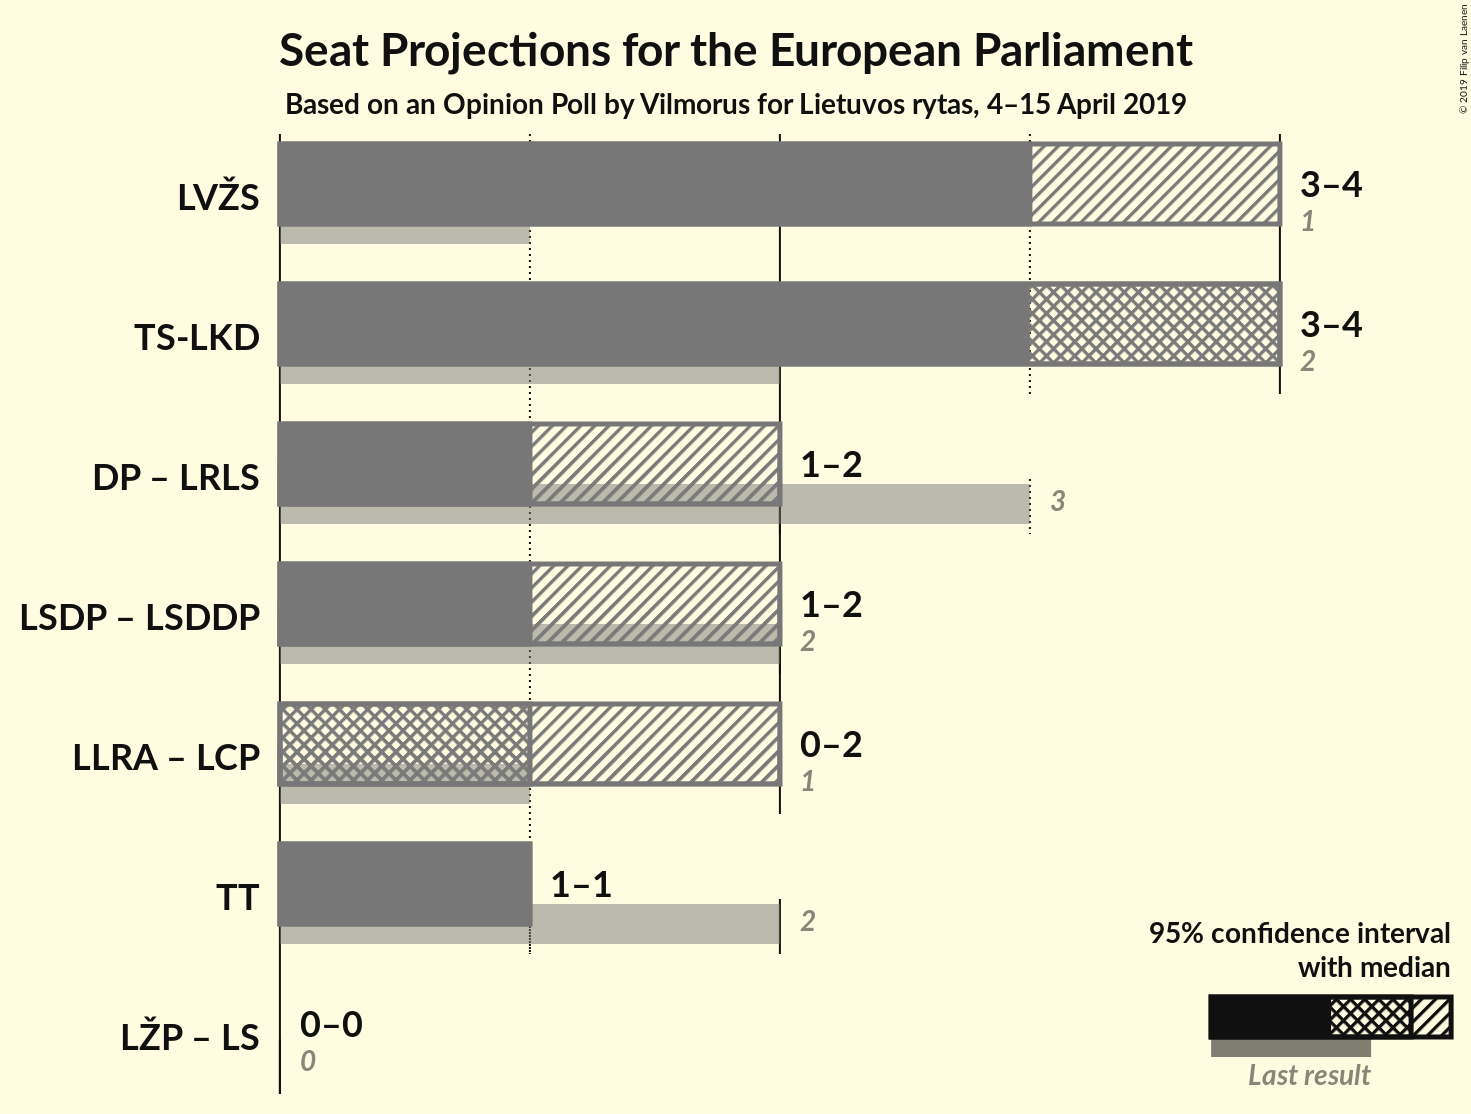 Seat Projections for the European Parliament
Based on an Opinion Poll by Vilmorus for Lietuvos rytas, 4–15 April 2019
© 2019 Filip van Laenen
LVŽS
3–4
1
TS-LKD
3–4
2
DP – LRLS
1–2
3
LSDP – LSDDP
1–2
2
LLRA – LCP
0–2
1
TT
1–1
2
LŽP – LS
0–0
0
95% confidence interval
with median
Last result